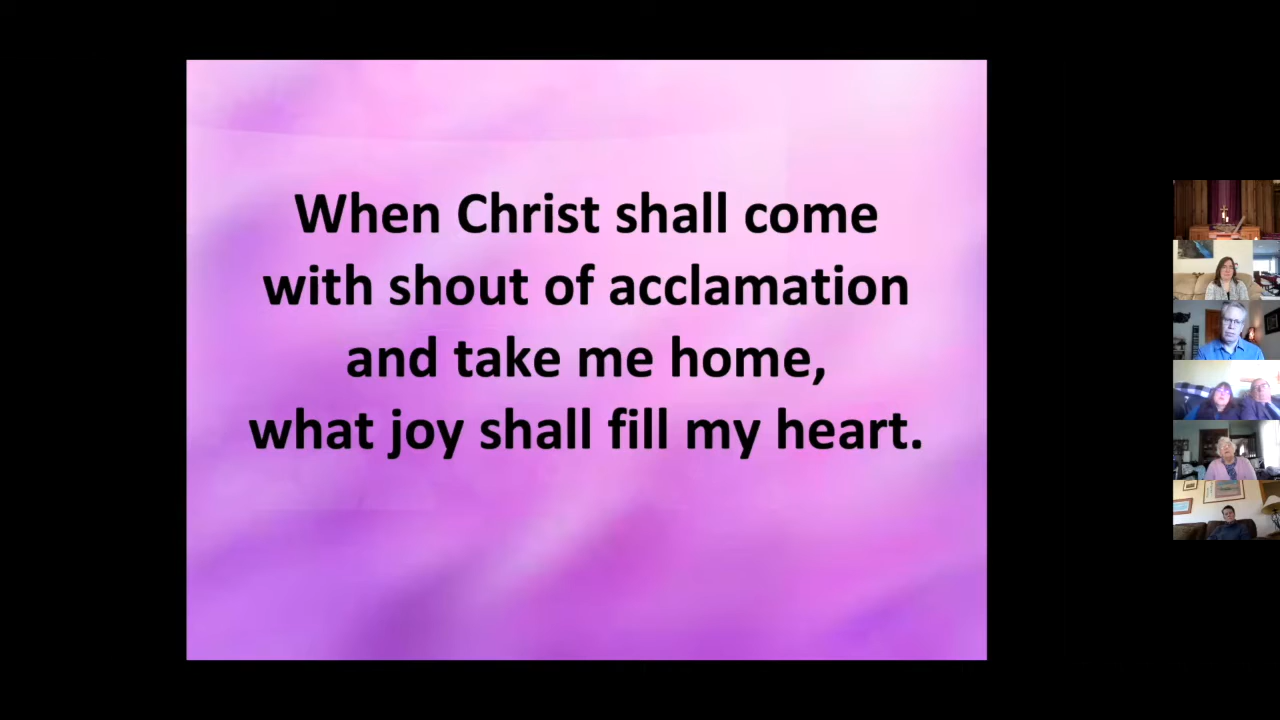 When Christ shall come
with shout of acclamation
and take me home,
what joy shall fill my heart.